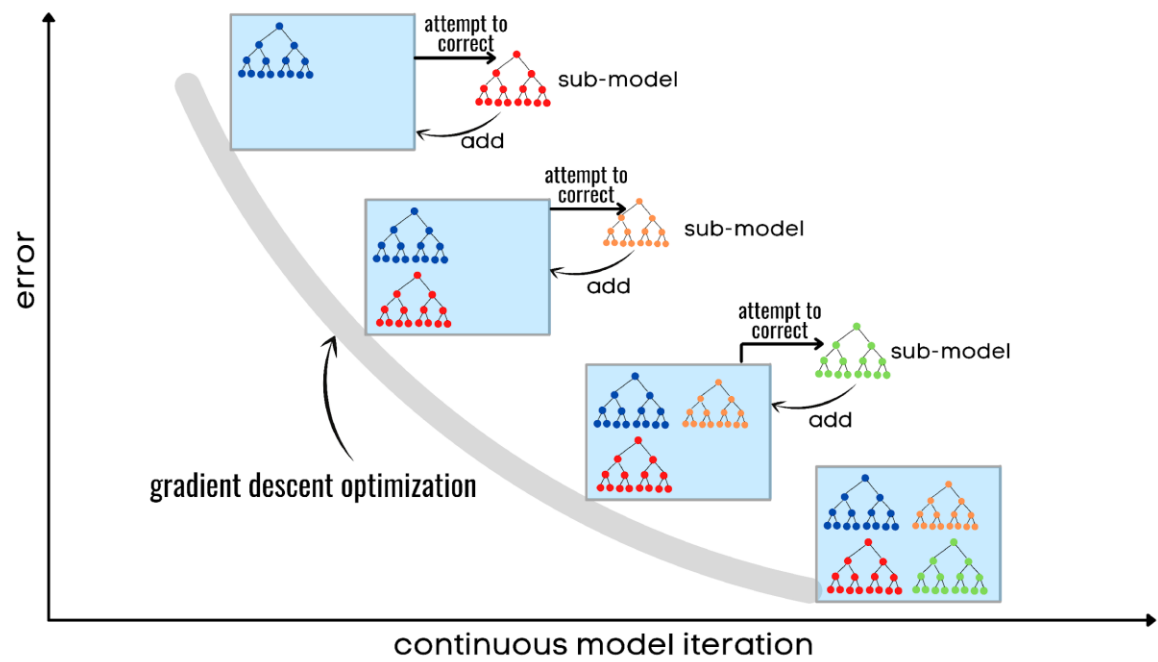 attempt to
correct
sub-model
add
attempt to
correct
sub-model
add
error
attempt to
correct
sub-model
add
gradient descent optimization
continuous model iteration